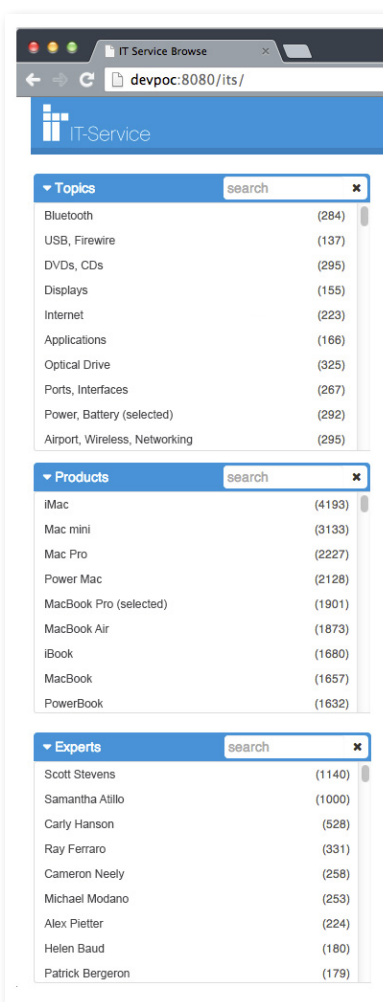 IT Service Browse
devpoc:8080/its/
IT-Service
Topics search
Bluetooth (284)
USB, Firewire (137)
DVDs, CDs (295)
Displays (155)
Internet (223)
Applications (166)
Optical Drive (325)
Ports, Interfaces (267)
Power, Battery (selected) (292)
Airport, Wireless, Networking (295)
Products search
iMac (4193)
Mac mini (3133)
Mac Pro (2227)
Power Mac (2128)
MacBook Pro (selected) (1901)
MacBook Air (1873)
iBook (1680)
MacBook (1657)
PowerBook (1632)
Experts search
Scott Stevens (1140)
Samantha Atillo (1000)
Carly Hanson (528)
Ray Ferraro (331)
Cameron Neely (258)
Michael Modano (253)
Alex Pietter (224)
Helen Baud (180)
Patrick Bergeron (179)